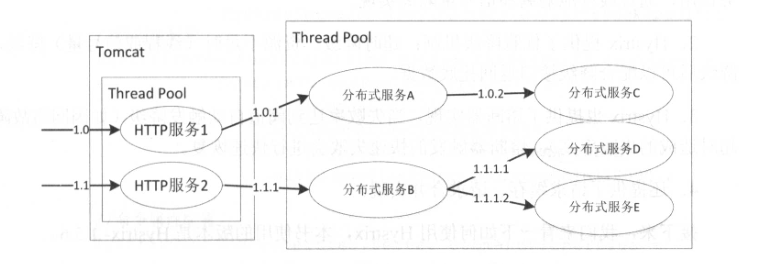 Thread Pool
Tomcat
Thread Pool
分布式服务A
1.0.2
分布式服务C
1.0.1
1.0
HTTP服务1
分布式服务D
1.1.1.1
1.1
HTTP服务2
1.1.1
分布式服务B
1.1.1.2
分布式服务E